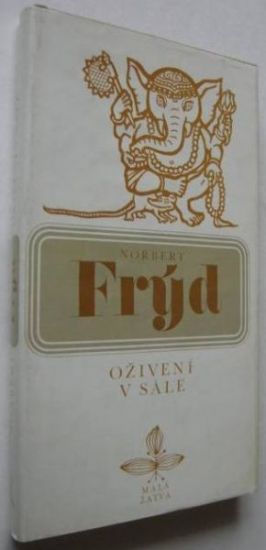 NORBERT
Frýd
OŽIVENÍ
V SÁLE
MALÁ
ŽATVA